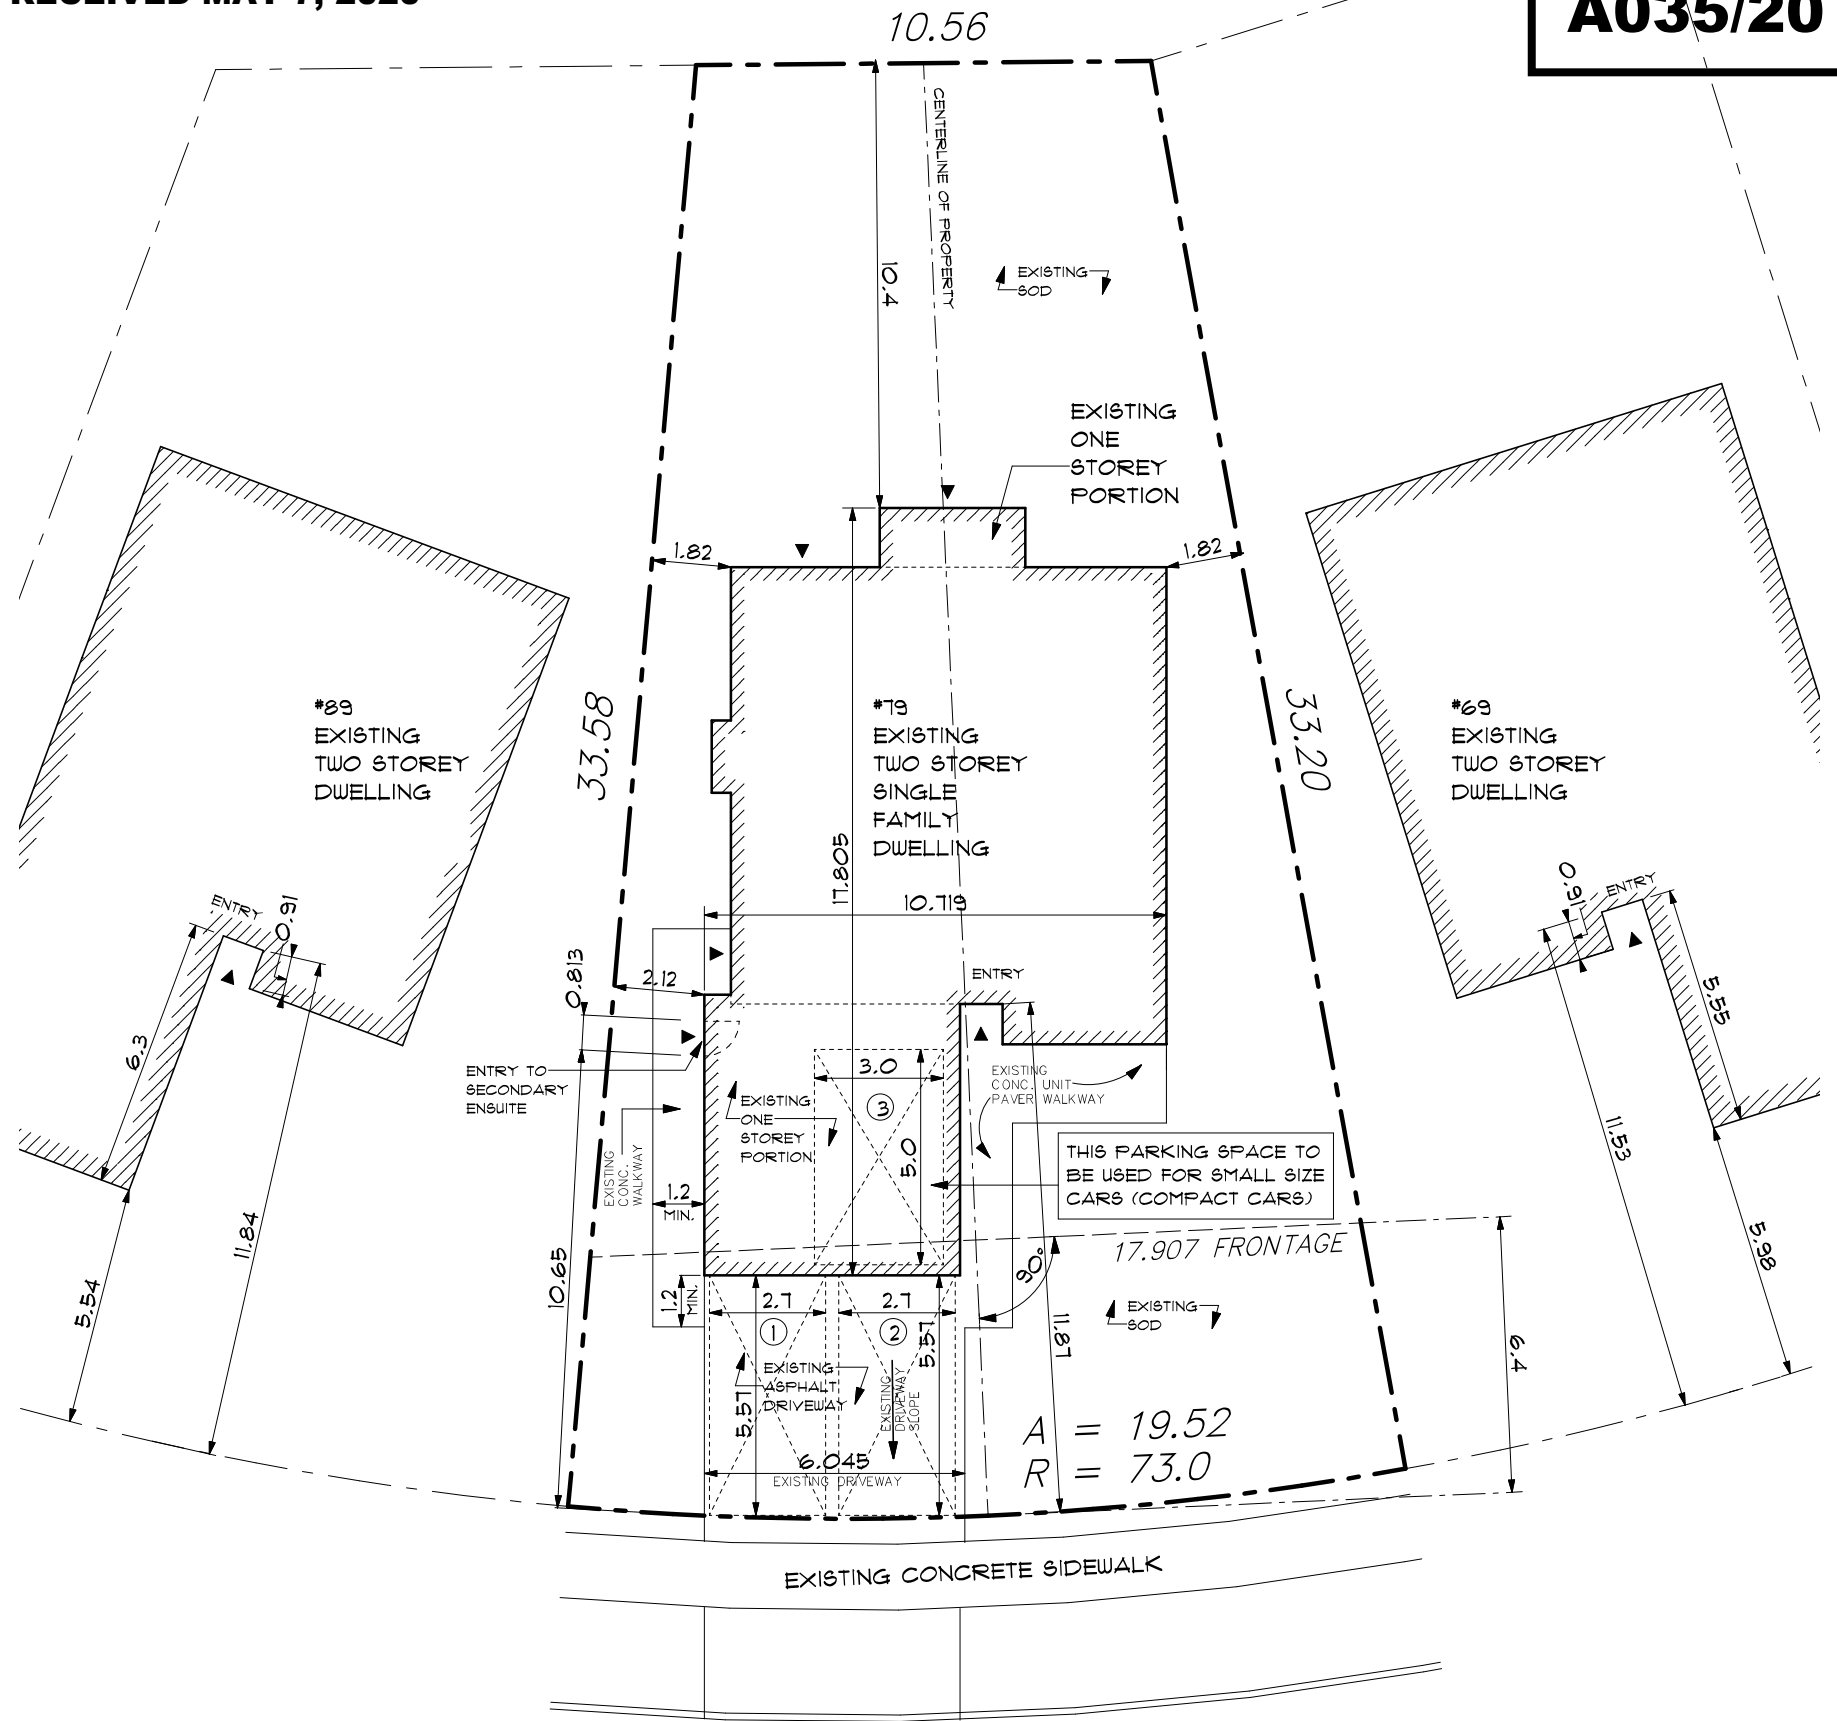 10.56
A035/20
CENTERLINE OF PROPERTY
10.4
EXISTING
SOD
EXISTING
ONE
STOREY
PORTION
1.82
1.82
#89
EXISTING
TWO STOREY
DWELLING
33.58
#79
EXISTING
TWO STOREY
SINGLE
FAMILY
DWELLING
33.20
#69
EXISTING
TWO STOREY
DWELLING
17.805
10.719
ENTRY
0.91
0.91
ENTRY
0.813
2.12
ENTRY
6.3
5.55
ENTRY TO
SECONDARY
ENSUITE
EXISTING
ONE
STOREY
PORTION
3.0
3
5.0
EXISTING
CONC. UNIT
PAVER WALKWAY
THIS PARKING SPACE TO
BE USED FOR SMALL SIZE
CARS (COMPACT CARS)
EXISTING
CONC.
WALKWAY
1.2
MIN.
11.53
11.84
17.907 FRONTAGE
90°
5.98
10.65
5.54
1.2
MIN.
2.7
1
2.7
2
5.57
5.57
EXISTING
ASPHALT
DRIVEWAY
EXISTING
DRIVEWAY
SLOPE
11.87
EXISTING
SOD
6.4
6.045
EXISTING DRIVEWAY
A = 19.52
R = 73.0
EXISTING CONCRETE SIDEWALK